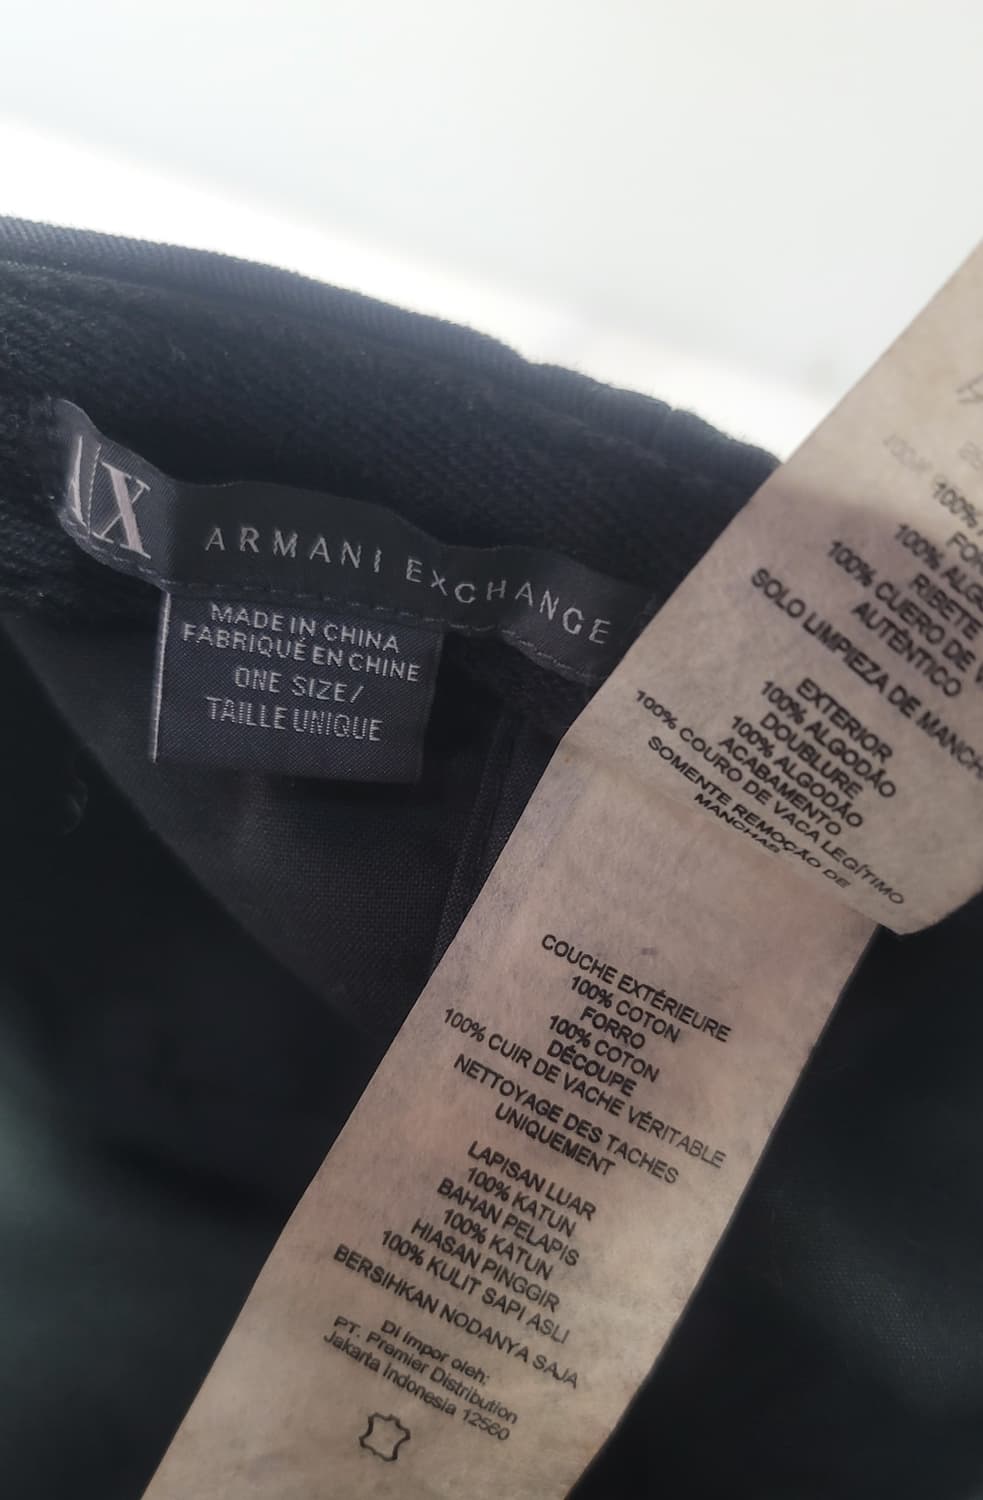 A|X
ARMANI EXCHANGE
MADE IN CHINA
FABRIQUÉ EN CHINE
ONE SIZE/
TAILLE UNIQUE
100%
100% ALGO
RIBETE
100% CUERO DE V
AUTÉNTICO
SOLO LIMPIEZA DE MANCH
EXTERIOR
100% ALGODÃO
DOUBLURE
100% ALGODÃO
ACABAMENTO
100% COURO DE VACA LEGÍTIMO
SOMENTE REMOÇÃO DE
MANCHAS
COUCHE EXTÉRIEURE
100% COTON
FORRO
100% COTON
DÉCOUPE
100% CUIR DE VACHE VÉRITABLE
NETTOYAGE DES TACHES
UNIQUEMENT
LAPISAN LUAR
100% KATUN
BAHAN PELAPIS
100% KATUN
HIASAN PINGGIR
100% KULIT SAPI ASLI
BERSIHKAN NODANYA SAJA
Di Impor oleh:
PT. Premier Distribution
Jakarta Indonesia 12560